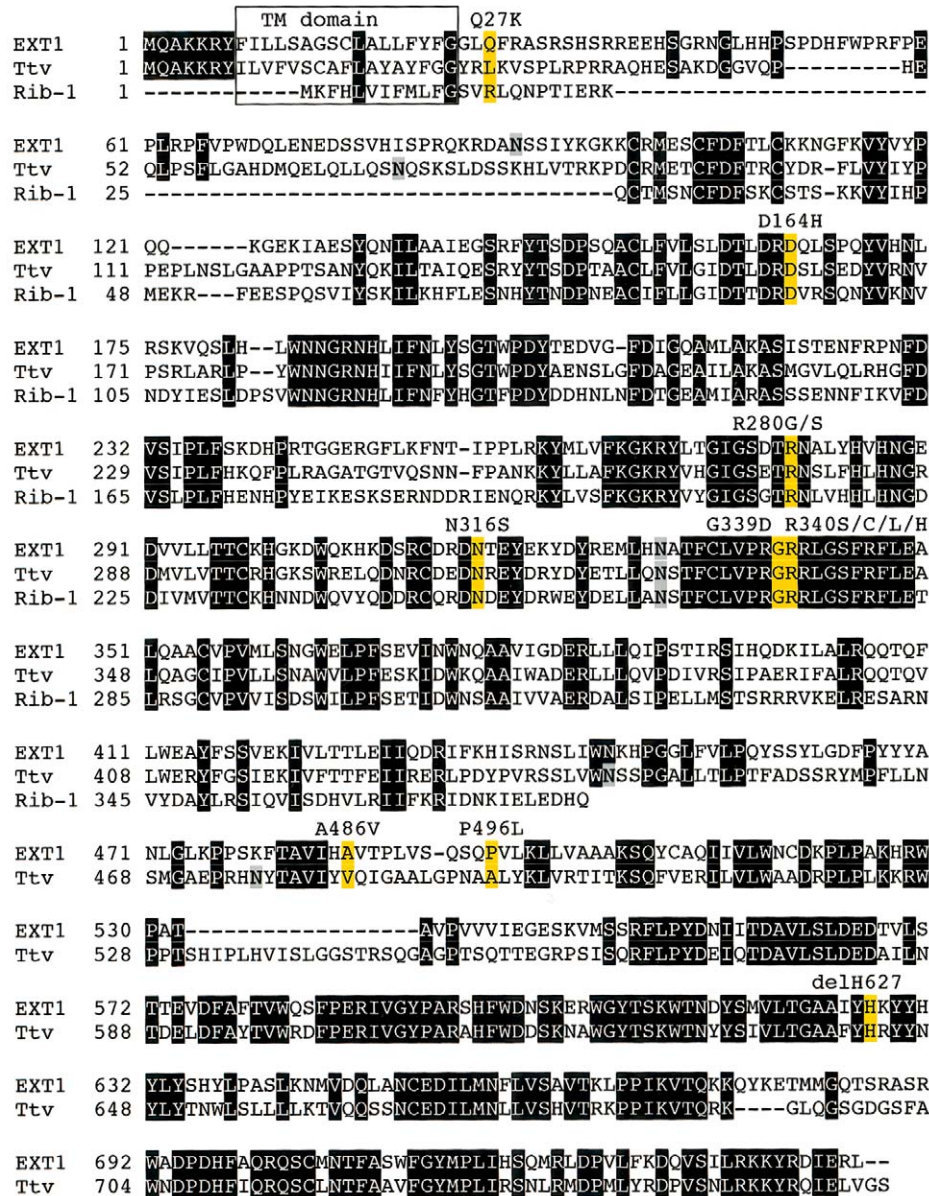 TM domain Q27K
EXT1 1 MQAKKRYFILLSAGSCLALLFYFGGLQFRASRSHSRREEHSGRNGLHHPSPDHFWPRFPE
Ttv 1 MQAKKRYILVFVSCAFLAYAYFGGYRLKVSPLRPRRAQHESAKDGGVQP-----------HE
Rib-1 1 ---------MKFHLVIFMLFGSVRLQNPTIERK------------------------------
EXT1 61 PLRPFVPWDQLENEDSSVHISPRQKRDANSSIYKGKKCRMESCFDFTLCKKNGFKVYVYP
Ttv 52 QLPSFLGAHDMQELQLLQSNQSKSLDSSKHLVTRKPDCRMETCFDFTRCYDR-FLVYIYP
Rib-1 25 ------------------------------------QCTMSNCFDFSKCSTS-KKVYIHP
D164H
EXT1 121 QQ------KGEKIAESYQNILAAIEGSRFYTSDPSQACLFVLSLDTLDRDQLSPQYVHNL
Ttv 111 PEPLNSLGAAPPTSANYQKILTAIQESRYYTSDPTAACLFVLGIDTLDRDSLSEDYVRNV
Rib-1 48 MEKR---FEESPQSVIYSKILKHFLESNHYTNDPNEACIFLLGIDTTDRDVRSQNYVKNV
EXT1 175 RSKVQSLH--LWNNGRNHLIFNLYSGTWPDYTEDVG-FDIGQAMLAKASISTENFRPNFD
Ttv 171 PSRLARLP--YWNNGRNHIIFNLYSGTWPDYAENSLGFDAGEAILAKASMGVLQLRHGFD
Rib-1 105 NDYIESLDPSVWNNGRNHLIFNFYHGTFPDYDDHNLNFDTGEAMIARASSSENNFIKVFD
R280G/S
EXT1 232 VSIPLFSKDHPRTGGERGFLKFNT-IPPLRKYMLVFKGKRYLTGIGSDTRNALYHVHNGE
Ttv 229 VSIPLFHKQFPLRAGATGTVQSNN-FPANKKYLLAFKGKRYVHGIGSETRNSLFHLHNGR
Rib-1 165 VSLPLFHENHPYEIKESKSERNDDRIENQRKYLVSFKGKRYVYGIGSGTRNLVHHLHNGD
N316S G339D R340S/C/L/H
EXT1 291 DVVLLTTCKHGKDWQKHKDSRCDRDNTEYEKYDYREMLHNATFCLVPRGRRLGSFRFLEA
Ttv 288 DMVLVTTCRHGKSWRELQDNRCDEDNREYDRYDYETLLQNSTFCLVPRGRRLGSFRFLEA
Rib-1 225 DIVMVTTCKHNNDWQVYQDDRCQRDNDEYDRWEYDELLANSTFCLVPRGRRLGSFRFLET
EXT1 351 LQAACVPVMLSNGWELPFSEVINWNQAAVIGDERLLLQIPSTIRSIHQDKILALRQQTQF
Ttv 348 LQAGCIPVLLSNAWVLPFESKIDWKQAAIWADERLLLQVPDIVRSIPAERIFALRQQTQV
Rib-1 285 LRSGCVPVVISDSWILPFSETIDWNSAAIVVAERDALSIPELLMSTSRRRVKELRESARN
EXT1 411 LWEAYFSSVEKIVLTTLEIIQDRIFKHISRNSLIWNKHPGGLFVLPQYSSYLGDFPYYYA
Ttv 408 LWERYFGSIEKIVFTTFEIIRERLPDYPVRSSLVWNSSPGALLTLPTFADSSRYMPFLLN
Rib-1 345 VYDAYLRSIQVISDHVLRIIFKRIDNKIELEDHQ
A486V P496L
EXT1 471 NLGLKPPSKFTAVIHAVTPLVS-QSQPVLKLLVAAAKSQYCAQIIVLWNCDKPLPAKHRW
Ttv 468 SMGAEPRHNYTAVIYVQIGAALGPNAALYKLVRTITKSQFVERILVLWAADRPLPLKKRW
EXT1 530 PAT----------------AVPVVVIEGESKVMSSRFLPYDNIITDAVLSLDEDTVLS
Ttv 528 PPTSHIPLHVISLGGSTRSQGAGPTSQTTEGRPSISQRFLPYDEIQTDAVLSLDEDAILN
delH627
EXT1 572 TTEVDFAFTVWQSFPERIVGYPARSHFWDNSKERWGYTSKWTNDYSMVLTGAAIYHKYYH
Ttv 588 TDELDFAYTVWRDFPERIVGYPARAHFWDDSKNAWGYTSKWTNYYSIVLTGAAFYHRYYN
EXT1 632 YLYSHYLPASLKNMVDQLANCEDILMNFLVSAVTKLPPIKVTQKKQYKETMMGQTSRASR
Ttv 648 YLYTNWLSLLLLKTVQQSSNCEDILMNLLVSHVTRKPPIKVTQRK----GLQGSGDGSFA
EXT1 692 WADPDHFAQRQSCMNTFASWFGYMPLIHSQMRLDPVLFKDQVSILRKKYRDIERL--
Ttv 704 WNDPDHFIQRQSCLNTFAAVFGYMPLIRSNLRMDPMLYRDPVSNLRKKYRQIELVGS